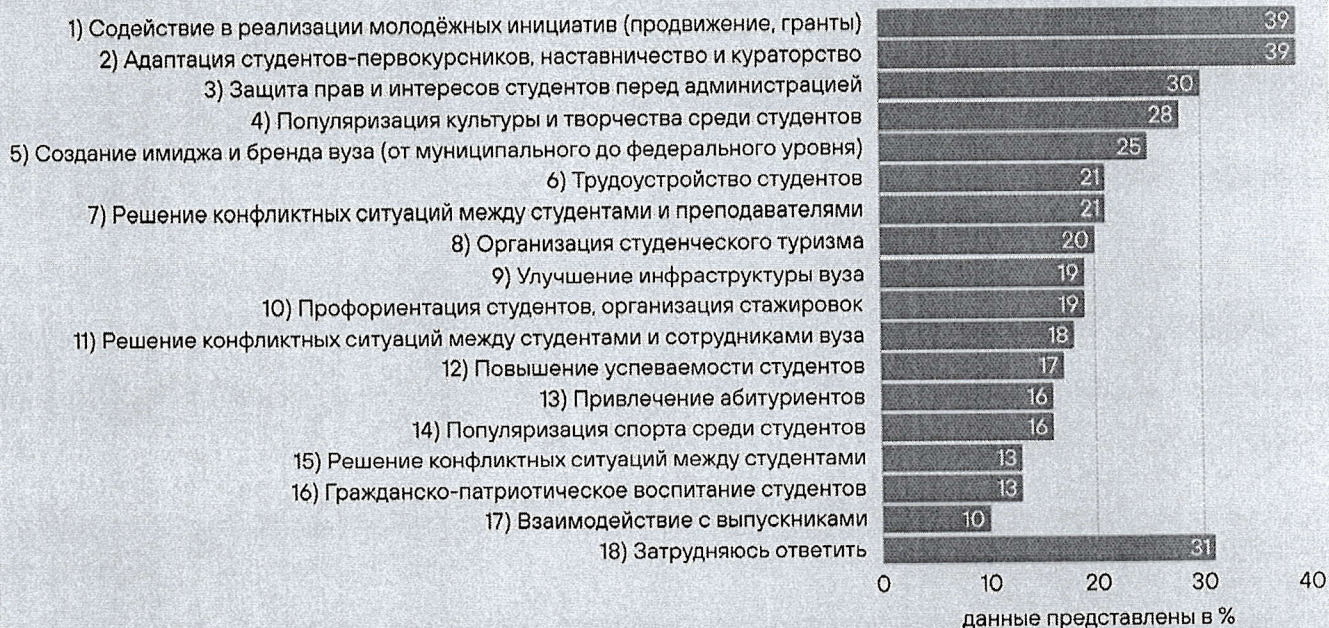 1) Содействие в реализации молодёжных инициатив (продвижение, гранты) 39
2) Адаптация студентов-первокурсников, наставничество и кураторство 39
3) Защита прав и интересов студентов перед администрацией 30
4) Популяризация культуры и творчества среди студентов 28
5) Создание имиджа и бренда вуза (от муниципального до федерального уровня) 25
6) Трудоустройство студентов 21
7) Решение конфликтных ситуаций между студентами и преподавателями 21
8) Организация студенческого туризма 20
9) Улучшение инфраструктуры вуза 19
10) Профориентация студентов, организация стажировок 19
11) Решение конфликтных ситуаций между студентами и сотрудниками вуза 18
12) Повышение успеваемости студентов 17
13) Привлечение абитуриентов 16
14) Популяризация спорта среди студентов 16
15) Решение конфликтных ситуаций между студентами 13
16) Гражданско-патриотическое воспитание студентов 13
17) Взаимодействие с выпускниками 10
18) Затрудняюсь ответить 31
0 10 20 30 40
данные представлены в %